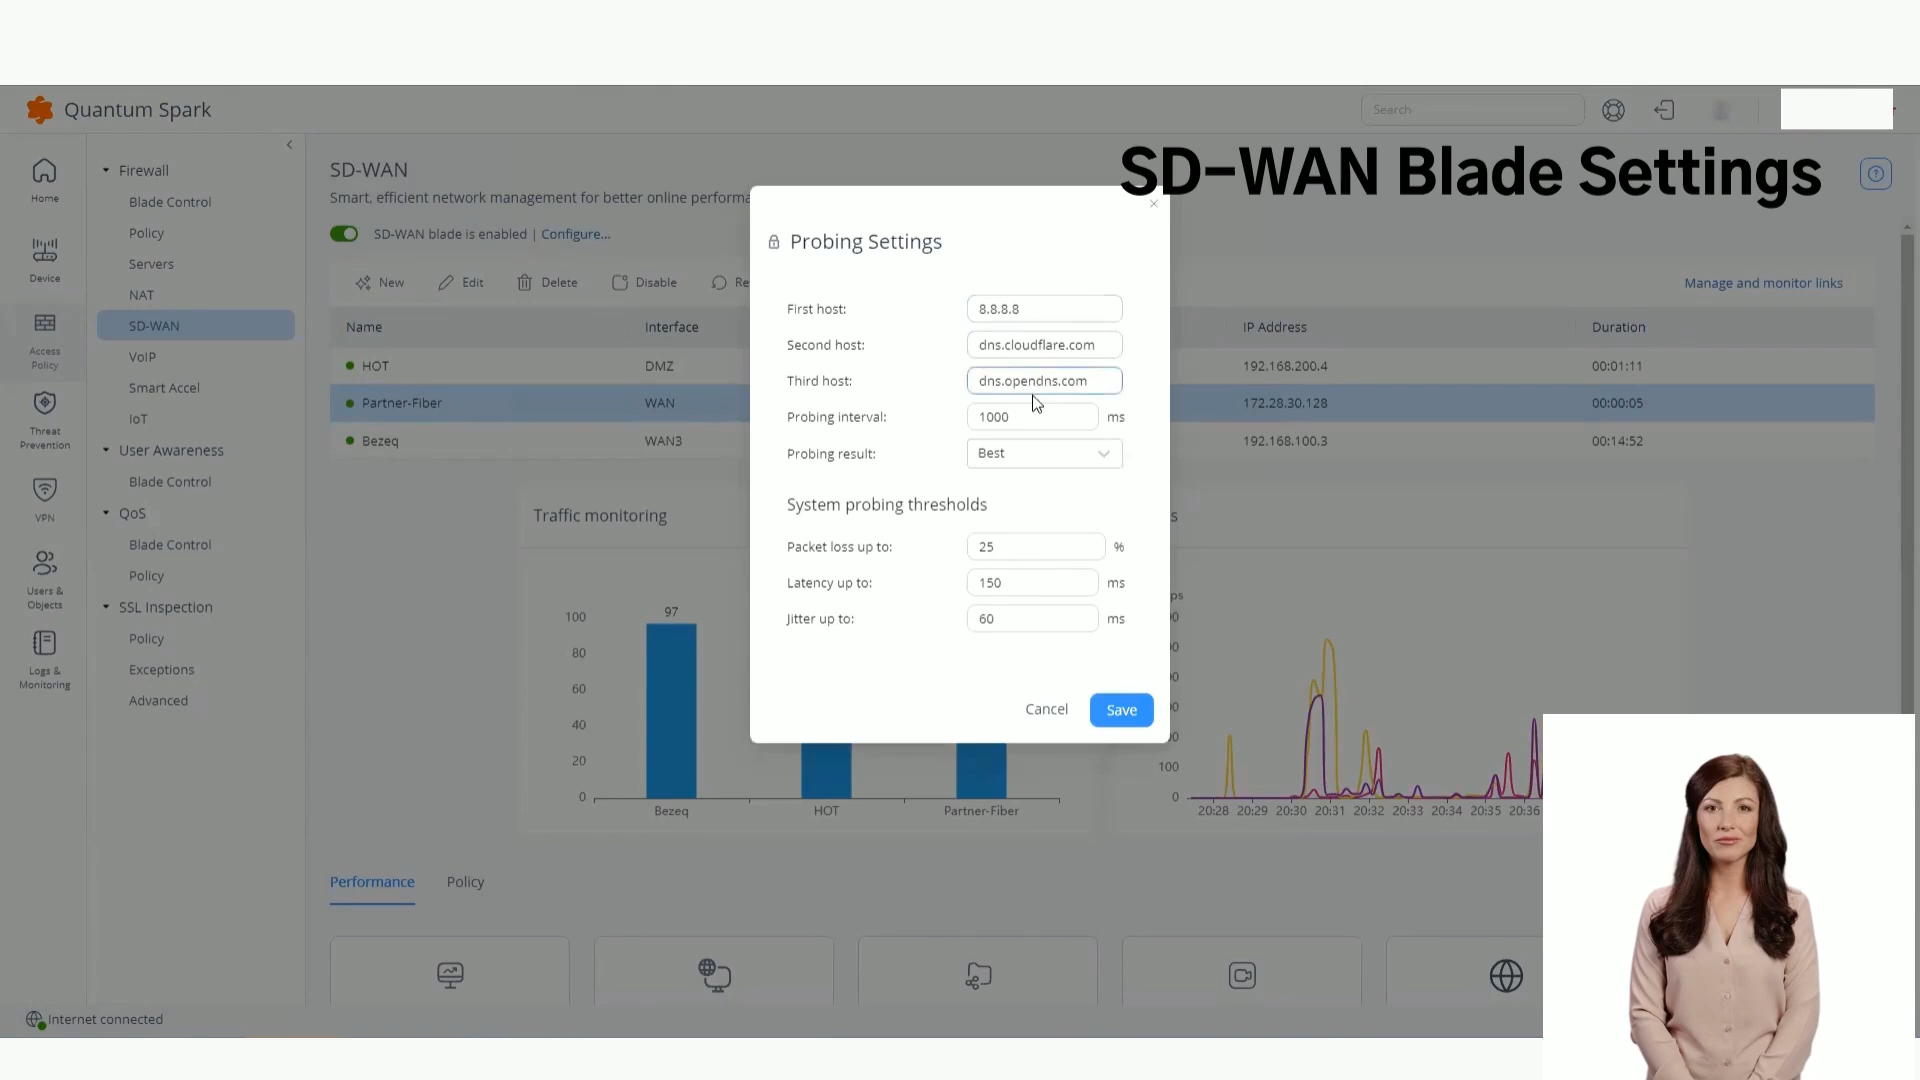 Quantum Spark
Search
SD-WAN Blade Settings
Home
Device
Access
Policy
Threat
Prevention
VPN
Users &
Objects
Logs &
Monitoring
Firewall
Blade Control
Policy
Servers
NAT
SD-WAN
VoIP
Smart Accel
IoT
User Awareness
Blade Control
QoS
Blade Control
Policy
SSL Inspection
Policy
Exceptions
Advanced
SD-WAN
Smart, efficient network management for better online performa
SD-WAN blade is enabled | Configure...
New Edit Delete Disable Re
Manage and monitor links
Name Interface IP Address Duration
HOT DMZ 192.168.200.4 00:01:11
Partner-Fiber WAN 172.28.30.128 00:00:05
Bezeq WAN3 192.168.100.3 00:14:52
Probing Settings
First host: 8.8.8.8
Second host: dns.cloudflare.com
Third host: dns.opendns.com
Probing interval: 1000 ms
Probing result: Best
System probing thresholds
Packet loss up to: 25 %
Latency up to: 150 ms
Jitter up to: 60 ms
Cancel Save
Traffic monitoring
100
80
60
40
20
0
97
Bezeq HOT Partner-Fiber
s
ps
100
0
20:28 20:29 20:30 20:31 20:32 20:33 20:34 20:35 20:36
Performance Policy
Internet connected